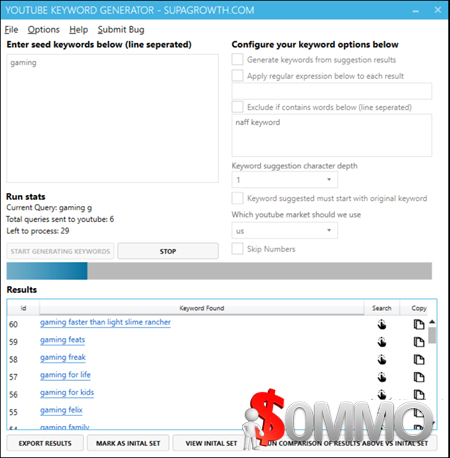 YOUTUBE KEYWORD GENERATOR - SUPAGROWTH.COM
File Options Help Submit Bug
Enter seed keywords below (line seperated)
gaming
Configure your keyword options below
Generate keywords from suggestion results
Apply regular expression below to each result
Exclude if contains words below (line seperated)
naff keyword
Keyword suggestion character depth
1
Keyword suggested must start with original keyword
Which youtube market should we use
us
Skip Numbers
Run stats
Current Query: gaming g
Total queries sent to youtube: 6
Left to process: 29
START GENERATING KEYWORDS
STOP
Results
Id Keyword Found Search Copy
60 gaming faster than light slime rancher
59 gaming feats
58 gaming freak
57 gaming for life
56 gaming for kids
55 gaming felix
54 gaming family
$OMMO
EXPORT RESULTS
MARK AS INITAL SET
VIEW INITAL SET
UN COMPARISON OF RESULTS ABOVE VS INITAL SET